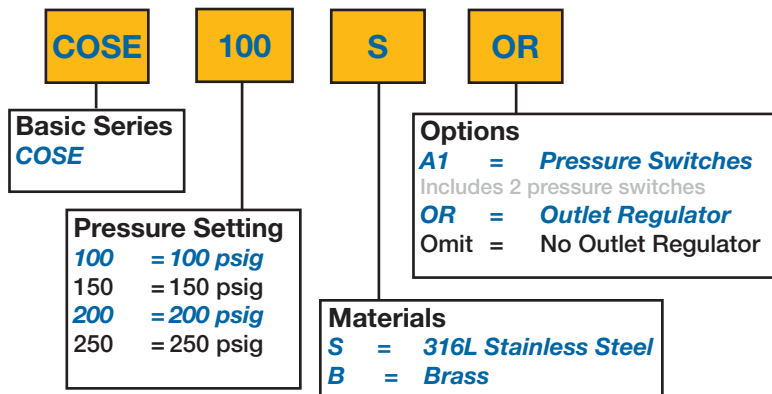 COSE 100 S OR
Basic Series
COSE
Pressure Setting
100 = 100 psig
150 = 150 psig
200 = 200 psig
250 = 250 psig
Materials
S = 316L Stainless Steel
B = Brass
Options
A1 = Pressure Switches
Includes 2 pressure switches
OR = Outlet Regulator
Omit = No Outlet Regulator